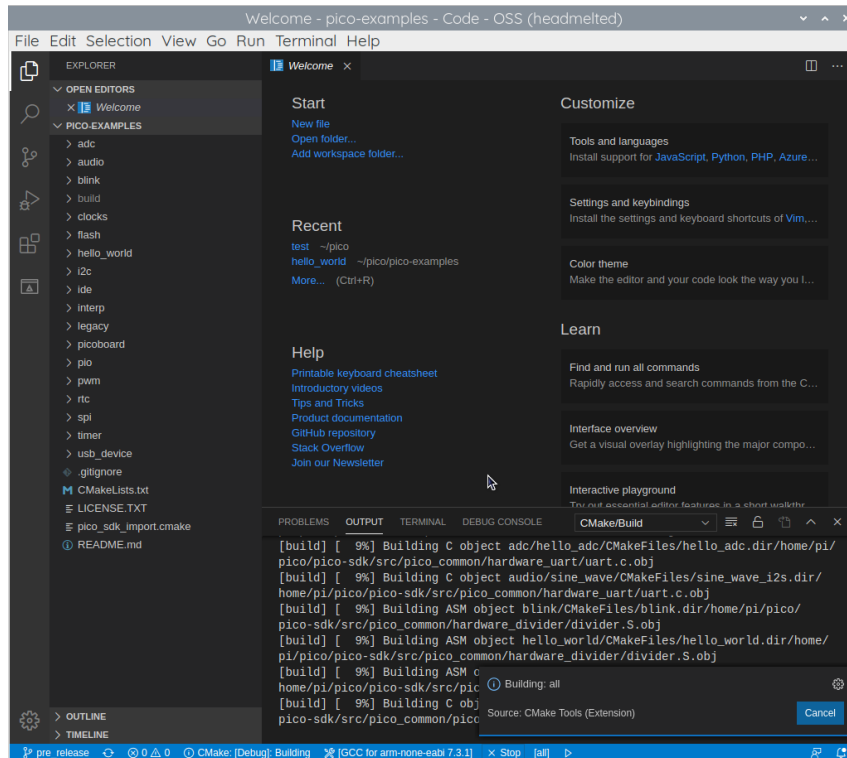 Welcome - pico-examples - Code - OSS (headmelted)
File Edit Selection View Go Run Terminal Help
EXPLORER
OPEN EDITORS
Welcome
PICO-EXAMPLES
adc
audio
blink
build
clocks
flash
hello_world
i2c
ide
interp
legacy
picoboard
pio
pwm
rtc
spi
timer
usb_device
.gitignore
CMakeLists.txt
LICENSE.TXT
pico_sdk_import.cmake
README.md
OUTLINE
TIMELINE
Welcome
Start
New file
Open folder...
Add workspace folder...
Recent
test ~/pico
hello_world ~/pico/pico-examples
More... (Ctrl+R)
Help
Printable keyboard cheatsheet
Introductory videos
Tips and Tricks
Product documentation
GitHub repository
Stack Overflow
Join our Newsletter
Customize
Tools and languages
Install support for JavaScript, Python, PHP, Azure...
Settings and keybindings
Install the settings and keyboard shortcuts of Vim,...
Color theme
Make the editor and your code look the way you l...
Learn
Find and run all commands
Rapidly access and search commands from the C...
Interface overview
Get a visual overlay highlighting the major compo...
Interactive playground
Try out essential editor features in a short walkthr
PROBLEMS OUTPUT TERMINAL DEBUG CONSOLE CMake/Build
[build] [ 9%] Building C object adc/hello_adc/CMakeFiles/hello_adc.dir/home/pi/
pico/pico-sdk/src/pico_common/hardware_uart/uart.c.obj
[build] [ 9%] Building C object audio/sine_wave/CMakeFiles/sine_wave_i2s.dir/
home/pi/pico/pico-sdk/src/pico_common/hardware_uart/uart.c.obj
[build] [ 9%] Building ASM object blink/CMakeFiles/blink.dir/home/pi/pico/
pico-sdk/src/pico_common/hardware_divider/divider.S.obj
[build] [ 9%] Building ASM object hello_world/CMakeFiles/hello_world.dir/home/
pi/pico/pico-sdk/src/pico_common/hardware_divider/divider.S.obj
[build] [ 9%] Building ASM o
home/pi/pico/pico-sdk/src/pic
[build] [ 9%] Building C obj
pico-sdk/src/pico_common/pico
Building: all
Source: CMake Tools (Extension)
Cancel
pre_release 0 0 CMake: [Debug]: Building [GCC for arm-none-eabi 7.3.1] Stop [all]